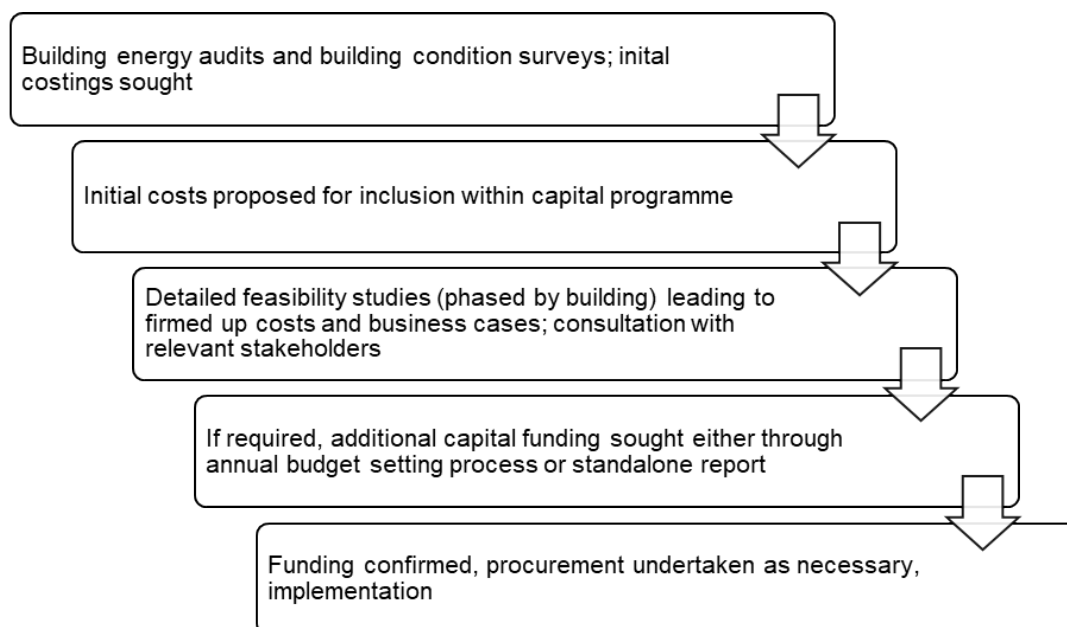 Building energy audits and building condition surveys; inital
costings sought
Initial costs proposed for inclusion within capital programme
Detailed feasibility studies (phased by building) leading to
firmed up costs and business cases; consultation with
relevant stakeholders
If required, additional capital funding sought either through
annual budget setting process or standalone report
Funding confirmed, procurement undertaken as necessary,
implementation